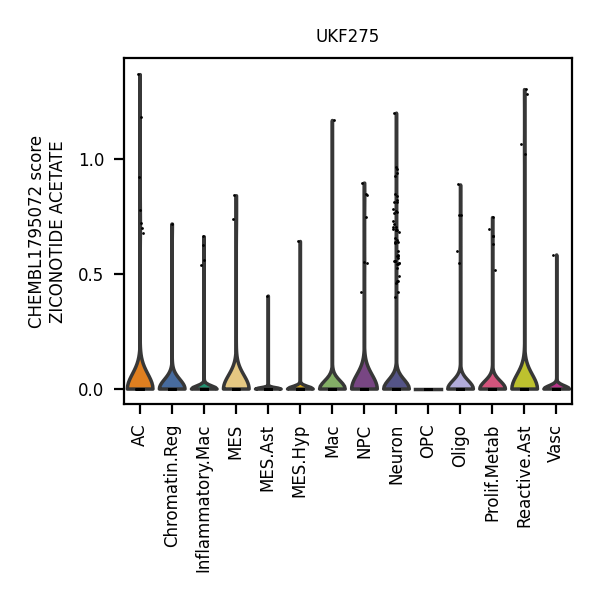 UKF275
CHEMBL1795072 score
ZICONOTIDE ACETATE
1.0
0.5
0.0
AC
Chromatin.Reg
Inflammatory.Mac
MES
MES.Ast
MES.Hyp
Mac
NPC
Neuron
OPC
Oligo
Prolif.Metab
Reactive.Ast
Vasc